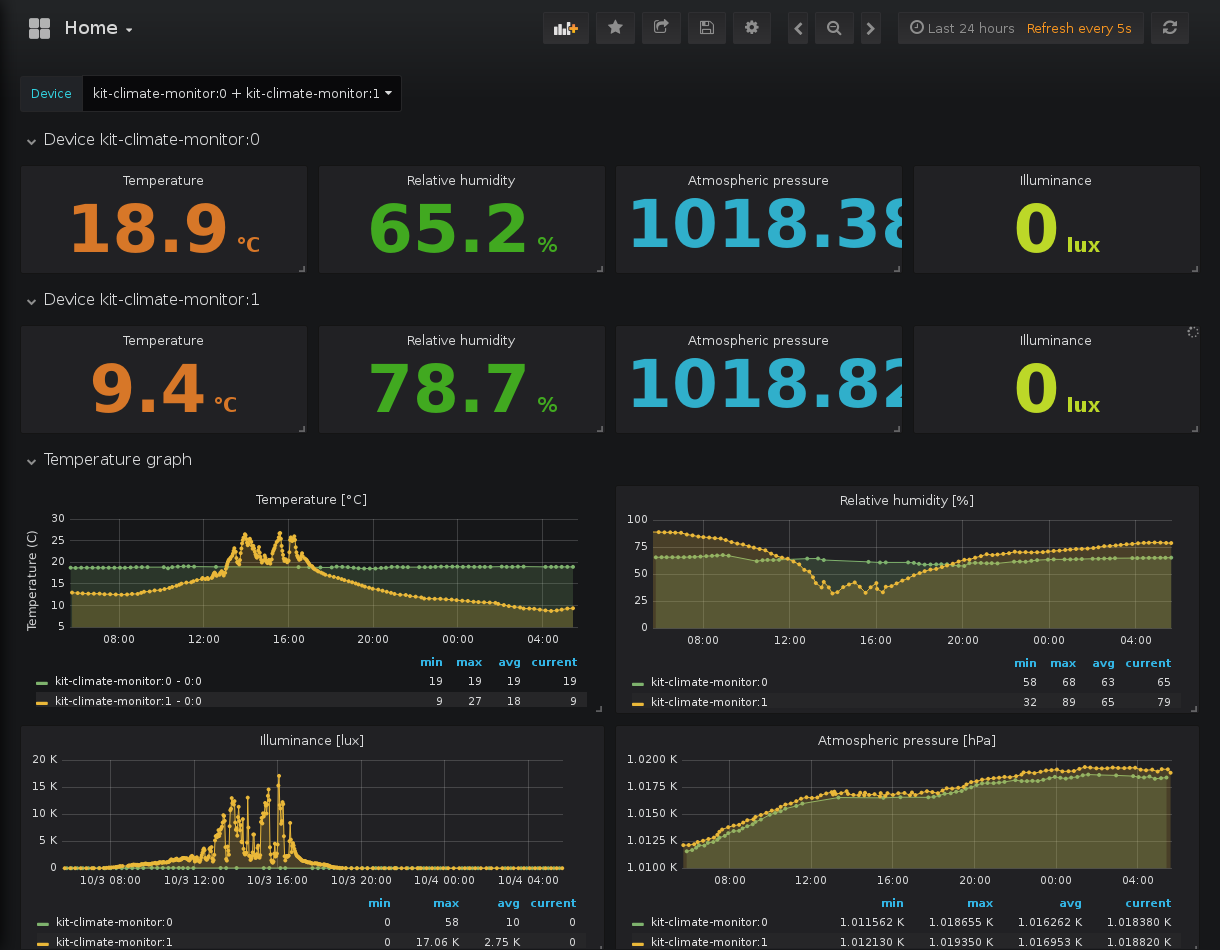 Home
Last 24 hours Refresh every 5s
Device kit-climate-monitor:0 + kit-climate-monitor:1
Device kit-climate-monitor:0
Temperature Relative humidity Atmospheric pressure Illuminance
18.9 °C 65.2 % 1018.38 0 lux
Device kit-climate-monitor:1
Temperature Relative humidity Atmospheric pressure Illuminance
9.4 °C 78.7 % 1018.82 0 lux
Temperature graph
Temperature [°C]
Temperature (C)
30
25
20
15
10
5
08:00 12:00 16:00 20:00 00:00 04:00
min max avg current
kit-climate-monitor:0 - 0:0 19 19 19 19
kit-climate-monitor:1 - 0:0 9 27 18 9
Relative humidity [%]
100
75
50
25
0
08:00 12:00 16:00 20:00 00:00 04:00
min max avg current
kit-climate-monitor:0 58 68 63 65
kit-climate-monitor:1 32 89 65 79
Illuminance [lux]
20 K
15 K
10 K
5 K
0
10/3 08:00 10/3 12:00 10/3 16:00 10/3 20:00 10/4 00:00 10/4 04:00
min max avg current
kit-climate-monitor:0 0 58 10 0
kit-climate-monitor:1 0 17.06 K 2.75 K 0
Atmospheric pressure [hPa]
1.0200 K
1.0175 K
1.0150 K
1.0125 K
1.0100 K
08:00 12:00 16:00 20:00 00:00 04:00
min max avg current
kit-climate-monitor:0 1.011562 K 1.018655 K 1.016262 K 1.018380 K
kit-climate-monitor:1 1.012130 K 1.019350 K 1.016953 K 1.018820 K